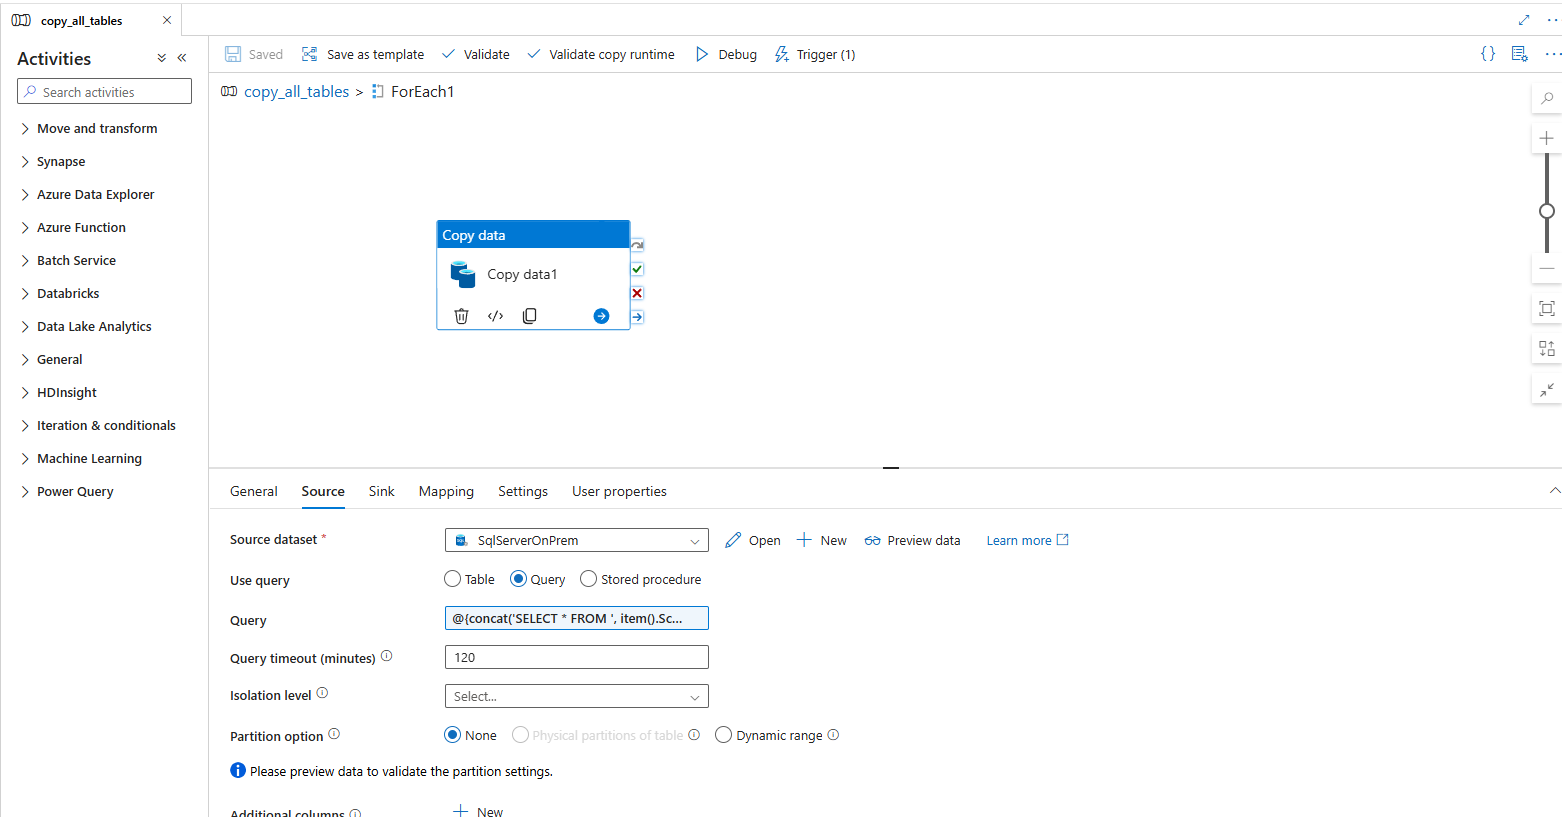 copy_all_tables
Activities
Search activities
Move and transform
Synapse
Azure Data Explorer
Azure Function
Batch Service
Databricks
Data Lake Analytics
General
HDInsight
Iteration & conditionals
Machine Learning
Power Query
Saved
Save as template
Validate
Validate copy runtime
Debug
Trigger (1)
copy_all_tables > ForEach1
Copy data
Copy data1
General Source Sink Mapping Settings User properties
Source dataset * SqlServerOnPrem Open New Preview data Learn more
Use query Table Query Stored procedure
Query @{concat('SELECT * FROM ', item().Sc...
Query timeout (minutes) 120
Isolation level Select...
Partition option None Physical partitions of table Dynamic range
Please preview data to validate the partition settings.
Additional columns New